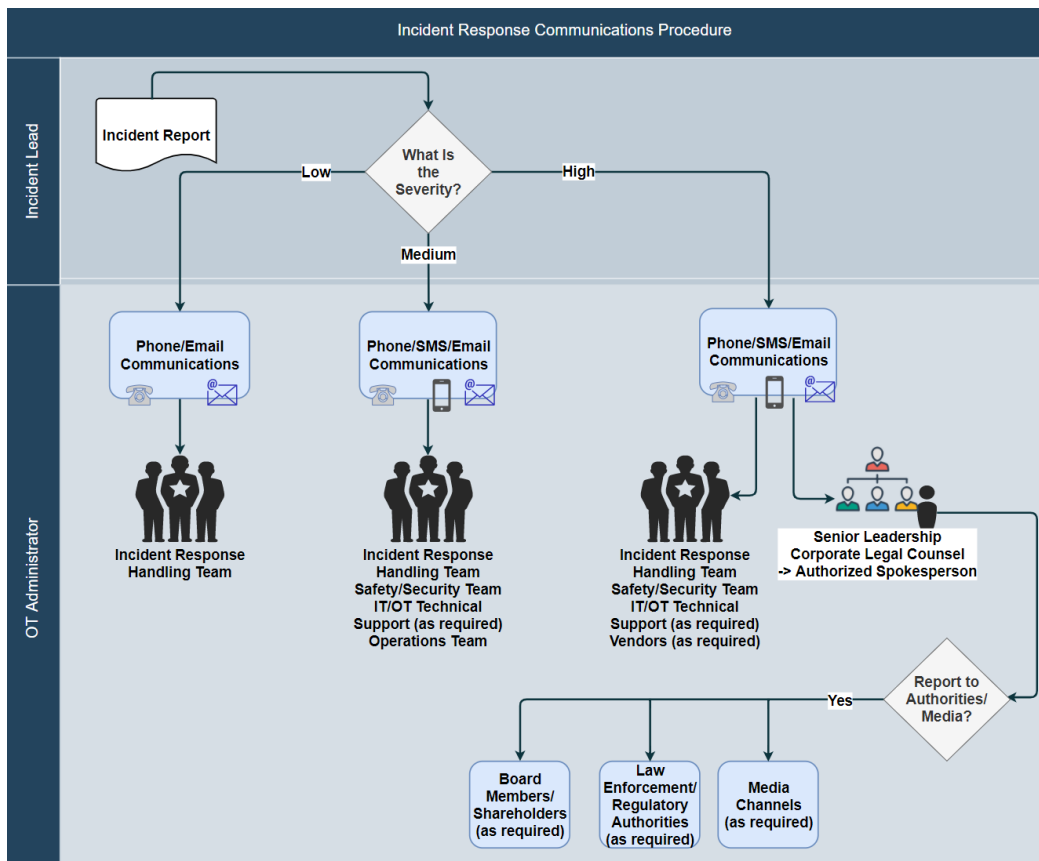 Incident Response Communications Procedure
Incident Lead
Incident Report
What Is
the
Severity?
Low
High
Medium
OT Administrator
Phone/Email
Communications
@
Phone/SMS/Email
Communications
@
Phone/SMS/Email
Communications
@
Incident Response
Handling Team
Incident Response
Handling Team
Safety/Security Team
IT/OT Technical
Support (as required)
Operations Team
Incident Response
Handling Team
Safety/Security Team
IT/OT Technical
Support (as required)
Vendors (as required)
Senior Leadership
Corporate Legal Counsel
-> Authorized Spokesperson
Report to
Authorities/
Media?
Yes
Board
Members/
Shareholders
(as required)
Law
Enforcement/
Regulatory
Authorities
(as required)
Media
Channels
(as required)